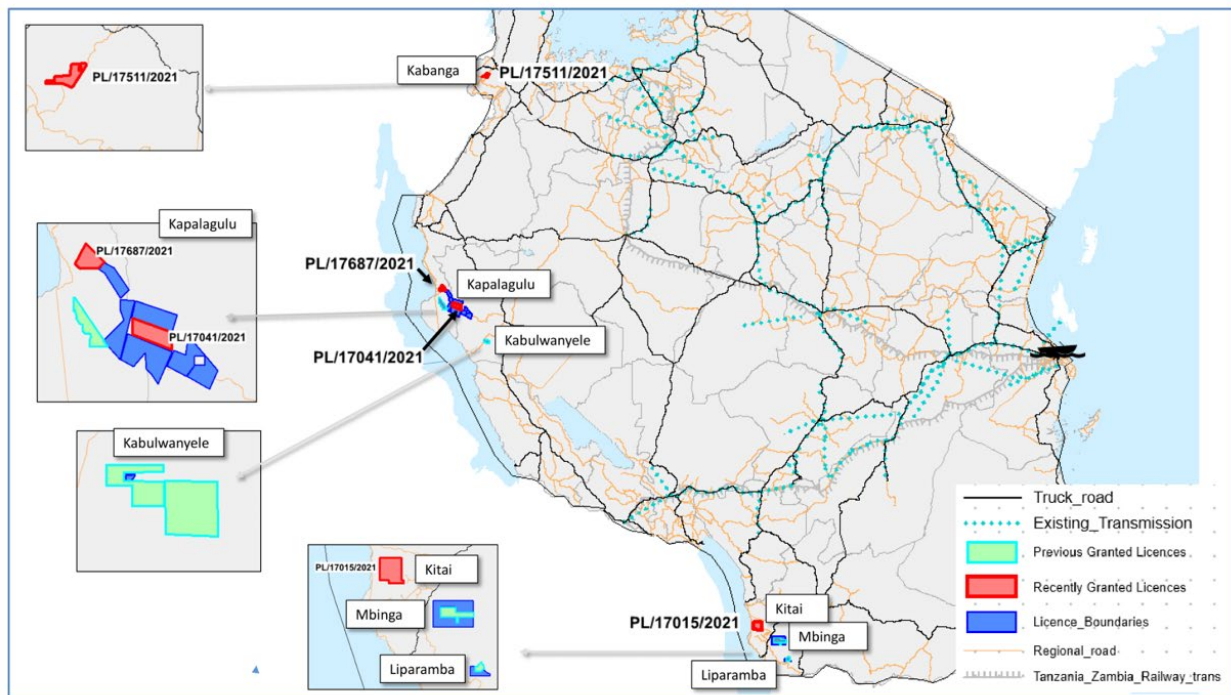 PL/17511/2021
Kabanga
PL/17511/2021
Kapalagulu
PL/17687/2021
PL/17041/2021
PL/17687/2021
Kapalagulu
PL/17041/2021
Kabulwanyele
Kabulwanyele
PL/17015/2021
Kitai
Mbinga
Liparamba
PL/17015/2021
Kitai
Mbinga
Liparamba
Truck_road
Existing_Transmission
Previous Granted Licences
Recently Granted Licences
Licence_Boundaries
Regional_road
Tanzania_Zambia_Railway_trans